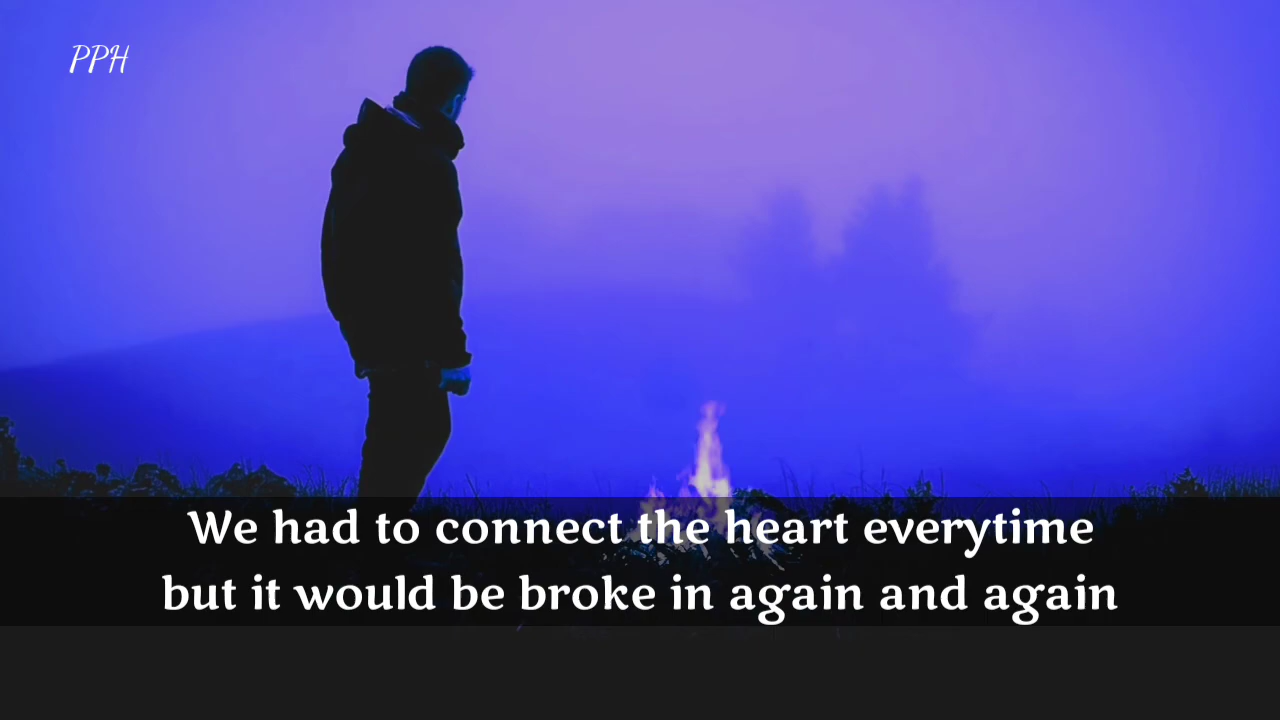 PPH
We had to connect the heart everytime
but it would be broke in again and again